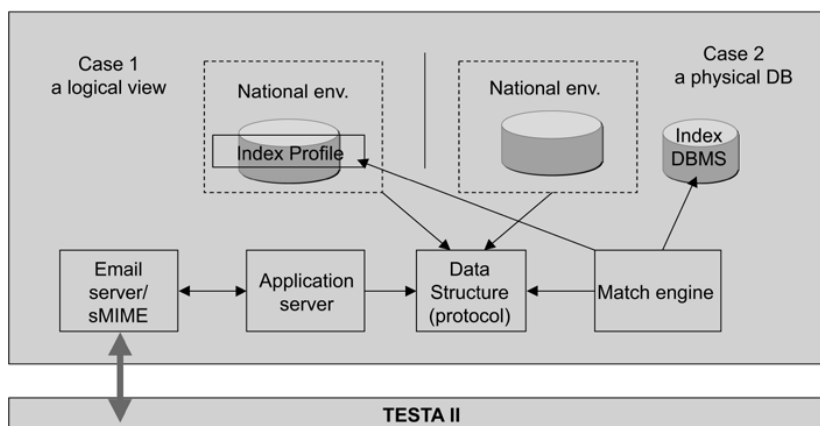 Case 1
a logical view
National env.
Index Profile
National env.
Case 2
a physical DB
Index
DBMS
Email
server/
sMIME
Application
server
Data
Structure
(protocol)
Match engine
TESTA II